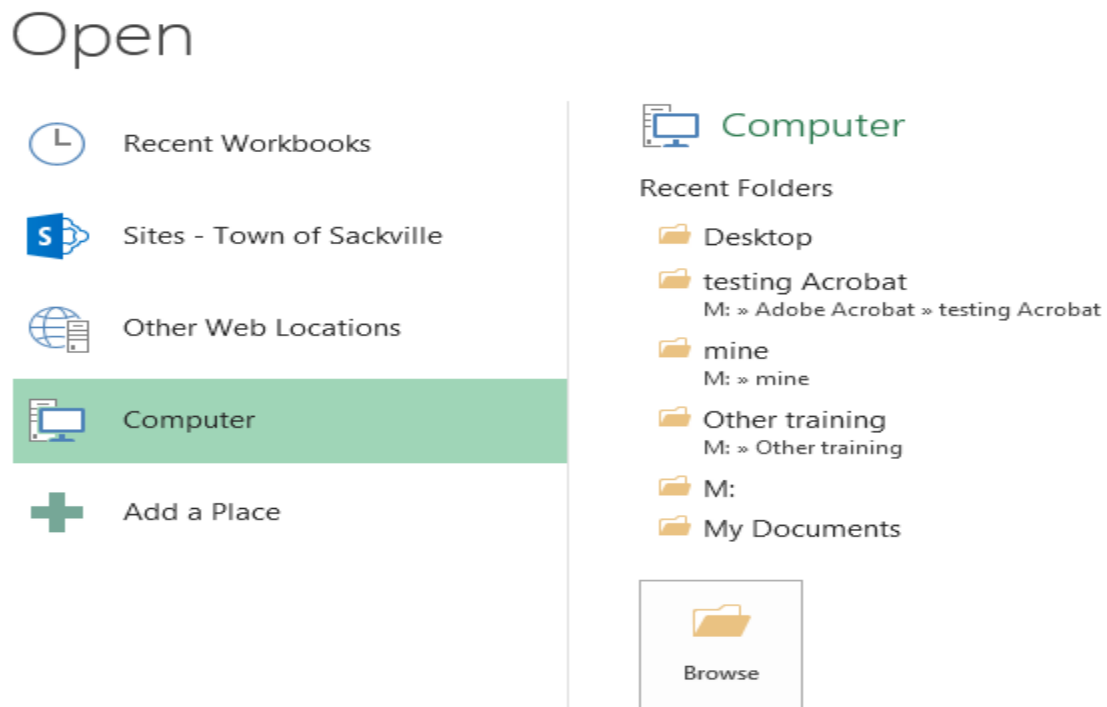 Open
Recent Workbooks
S
Sites - Town of Sackville
Other Web Locations
Computer
Add a Place
Computer
Recent Folders
Desktop
testing Acrobat
M: » Adobe Acrobat » testing Acrobat
mine
M: » mine
Other training
M: » Other training
M:
My Documents
Browse